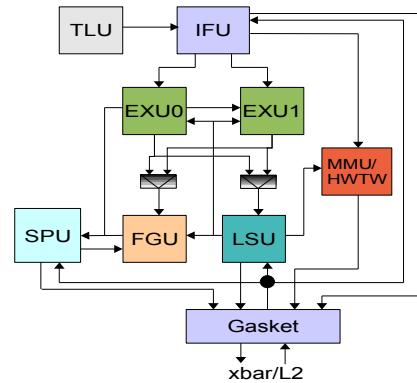 TLU
IFU
EXU0
EXU1
MMU/
HWTW
SPU
FGU
LSU
Gasket
xbar/L2